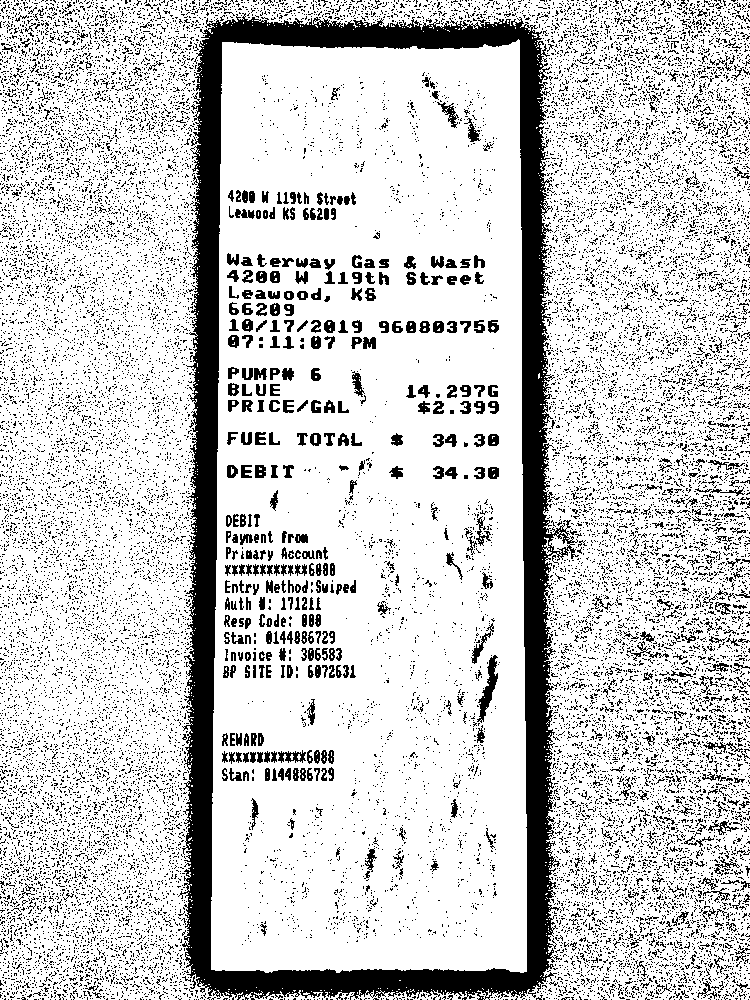 4200 W 119th Street
Leawood KS 66209
Waterway Gas & Wash
4200 W 119th Street
Leawood, KS
66209
10/17/2019 960803755
07:11:07 PM
PUMP# 6
BLUE 14.297G
PRICE/GAL $2.399
FUEL TOTAL $ 34.30
DEBIT $ 34.30
DEBIT
Payment from
Primary Account
************6088
Entry Method:Swiped
Auth #: 171211
Resp Code: 000
Stan: 0144886729
Invoice #: 306583
BP SITE ID: 6072631
REWARD
************6088
Stan: 0144886729